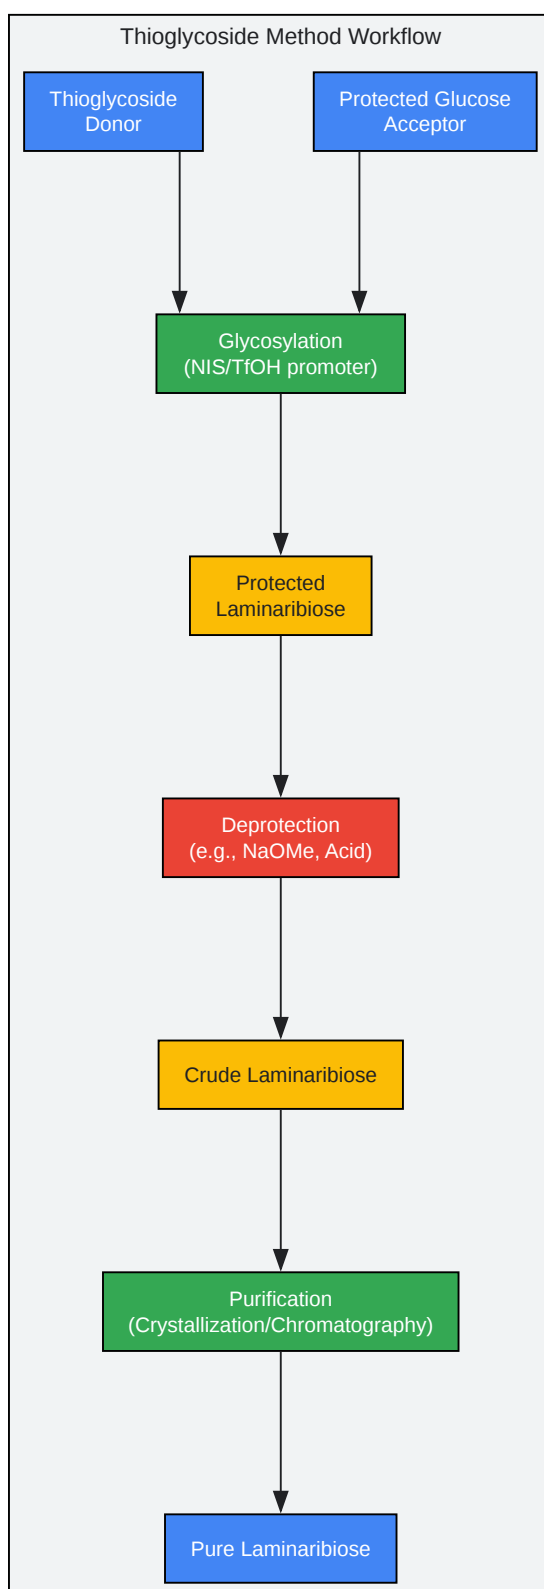 Thioglycoside Method Workflow
Thioglycoside
Donor
Protected Glucose
Acceptor
Glycosylation
(NIS/TfOH promoter)
Protected
Laminaribiose
Deprotection
(e.g., NaOMe, Acid)
Crude Laminaribiose
Purification
(Crystallization/Chromatography)
Pure Laminaribiose